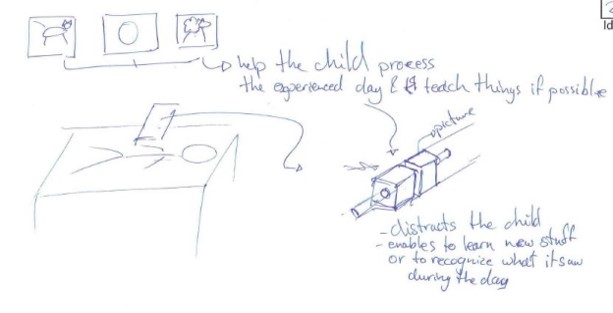 Id
help the child process
the experienced day & teach things if possible
picture
- distracts the child
- enables to learn new stuff
or to recognize what it saw
during the day